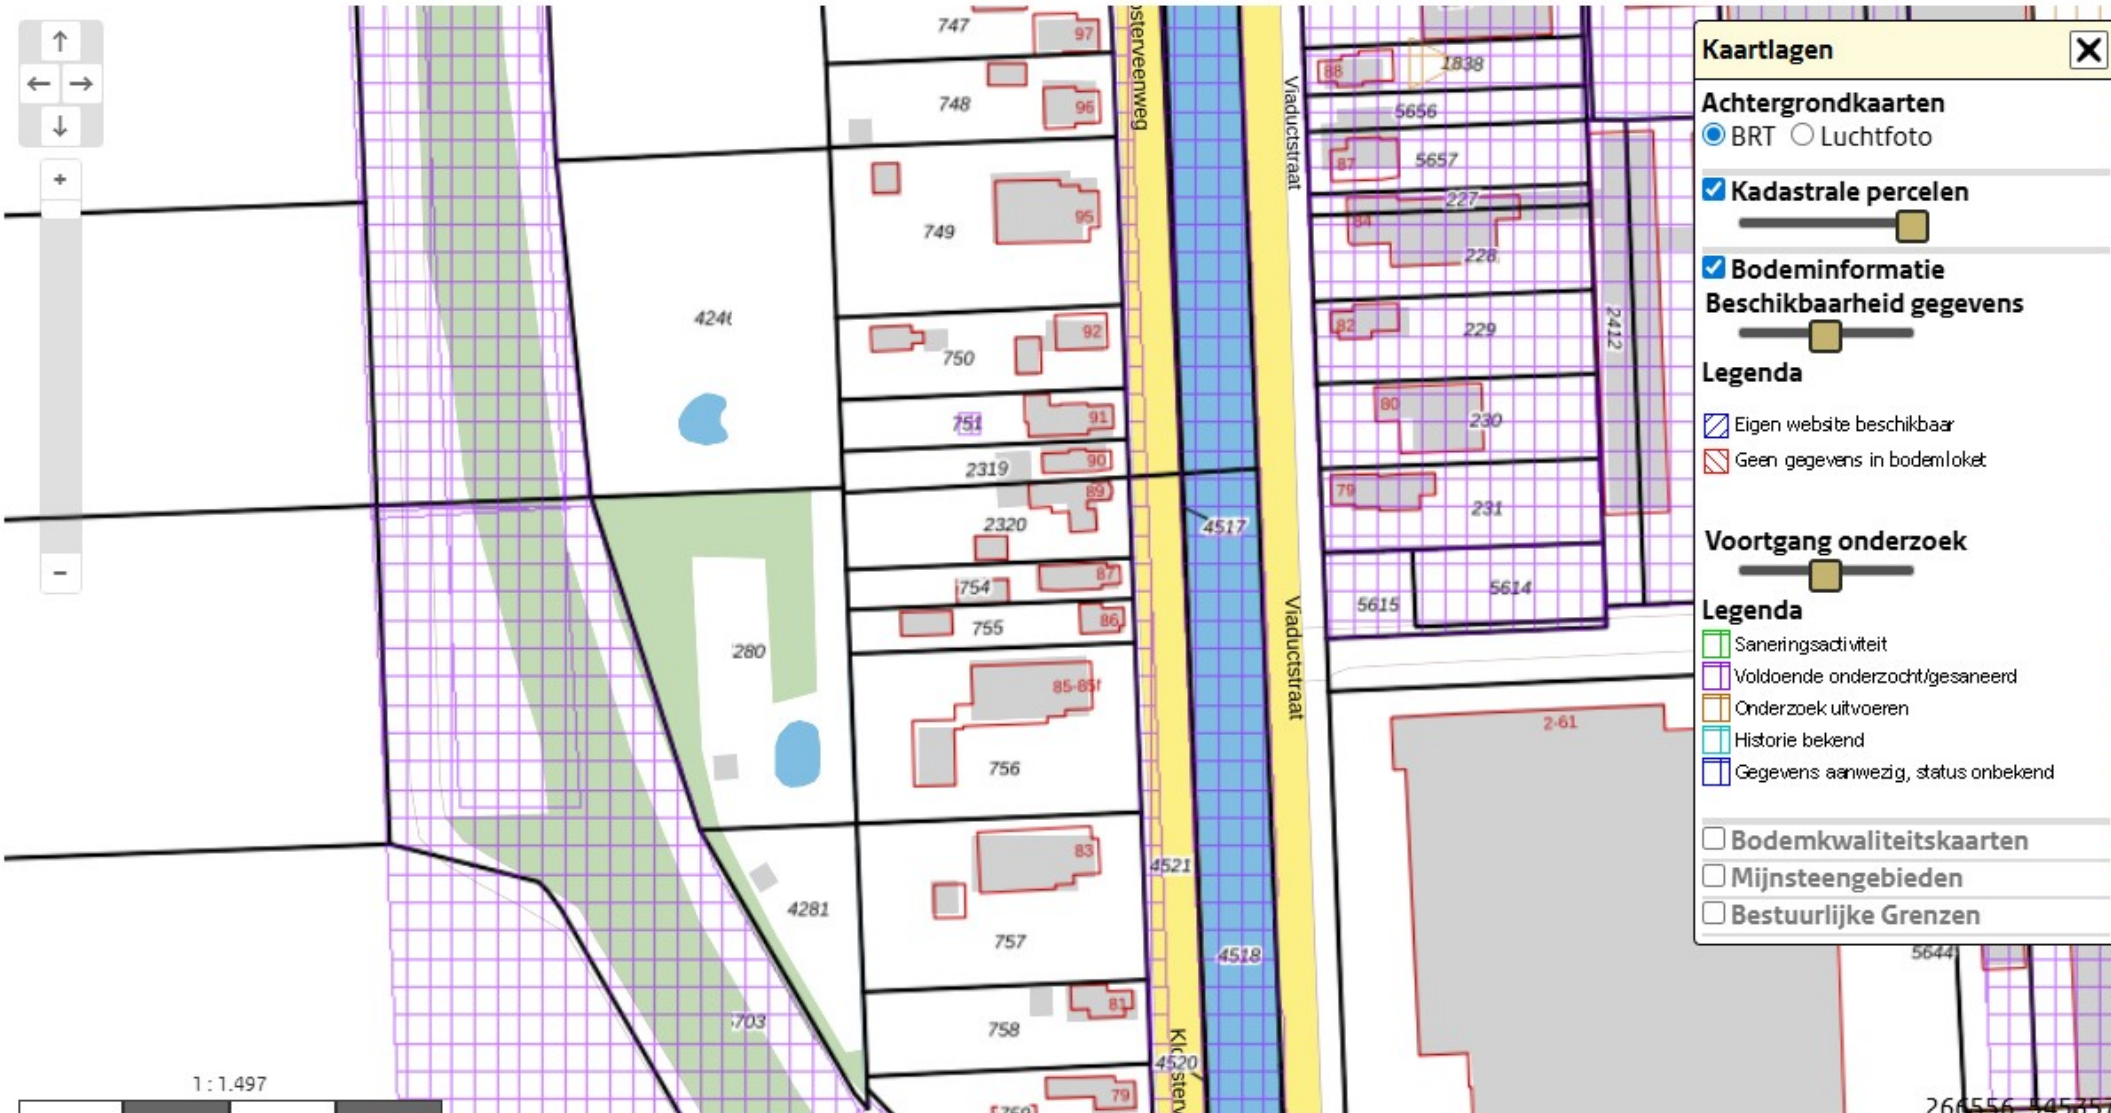 747
97
osterveenweg
748
96
749
95
4246
750
92
751
91
2319
90
2320
89
754
87
755
86
280
85-85f
756
83
757
4281
758
81
703
79
4521
4520
4517
4518
Viaductstraat
Viaductstraat
88
1838
5656
87
5657
227
84
228
82
229
2412
80
230
79
231
5615
5614
2-61
5644
1 : 1.497
Kaartlagen
Achtergrondkaarten
BRT Luchtfoto
Kadastrale percelen
Bodeminformatie
Beschikbaarheid gegevens
Legenda
Eigen website beschikbaar
Geen gegevens in bodemloket
Voortgang onderzoek
Legenda
Saneringsactiviteit
Voldoende onderzocht/gesaneerd
Onderzoek uitvoeren
Historie bekend
Gegevens aanwezig, status onbekend
Bodemkwaliteitskaarten
Mijnsteengebieden
Bestuurlijke Grenzen